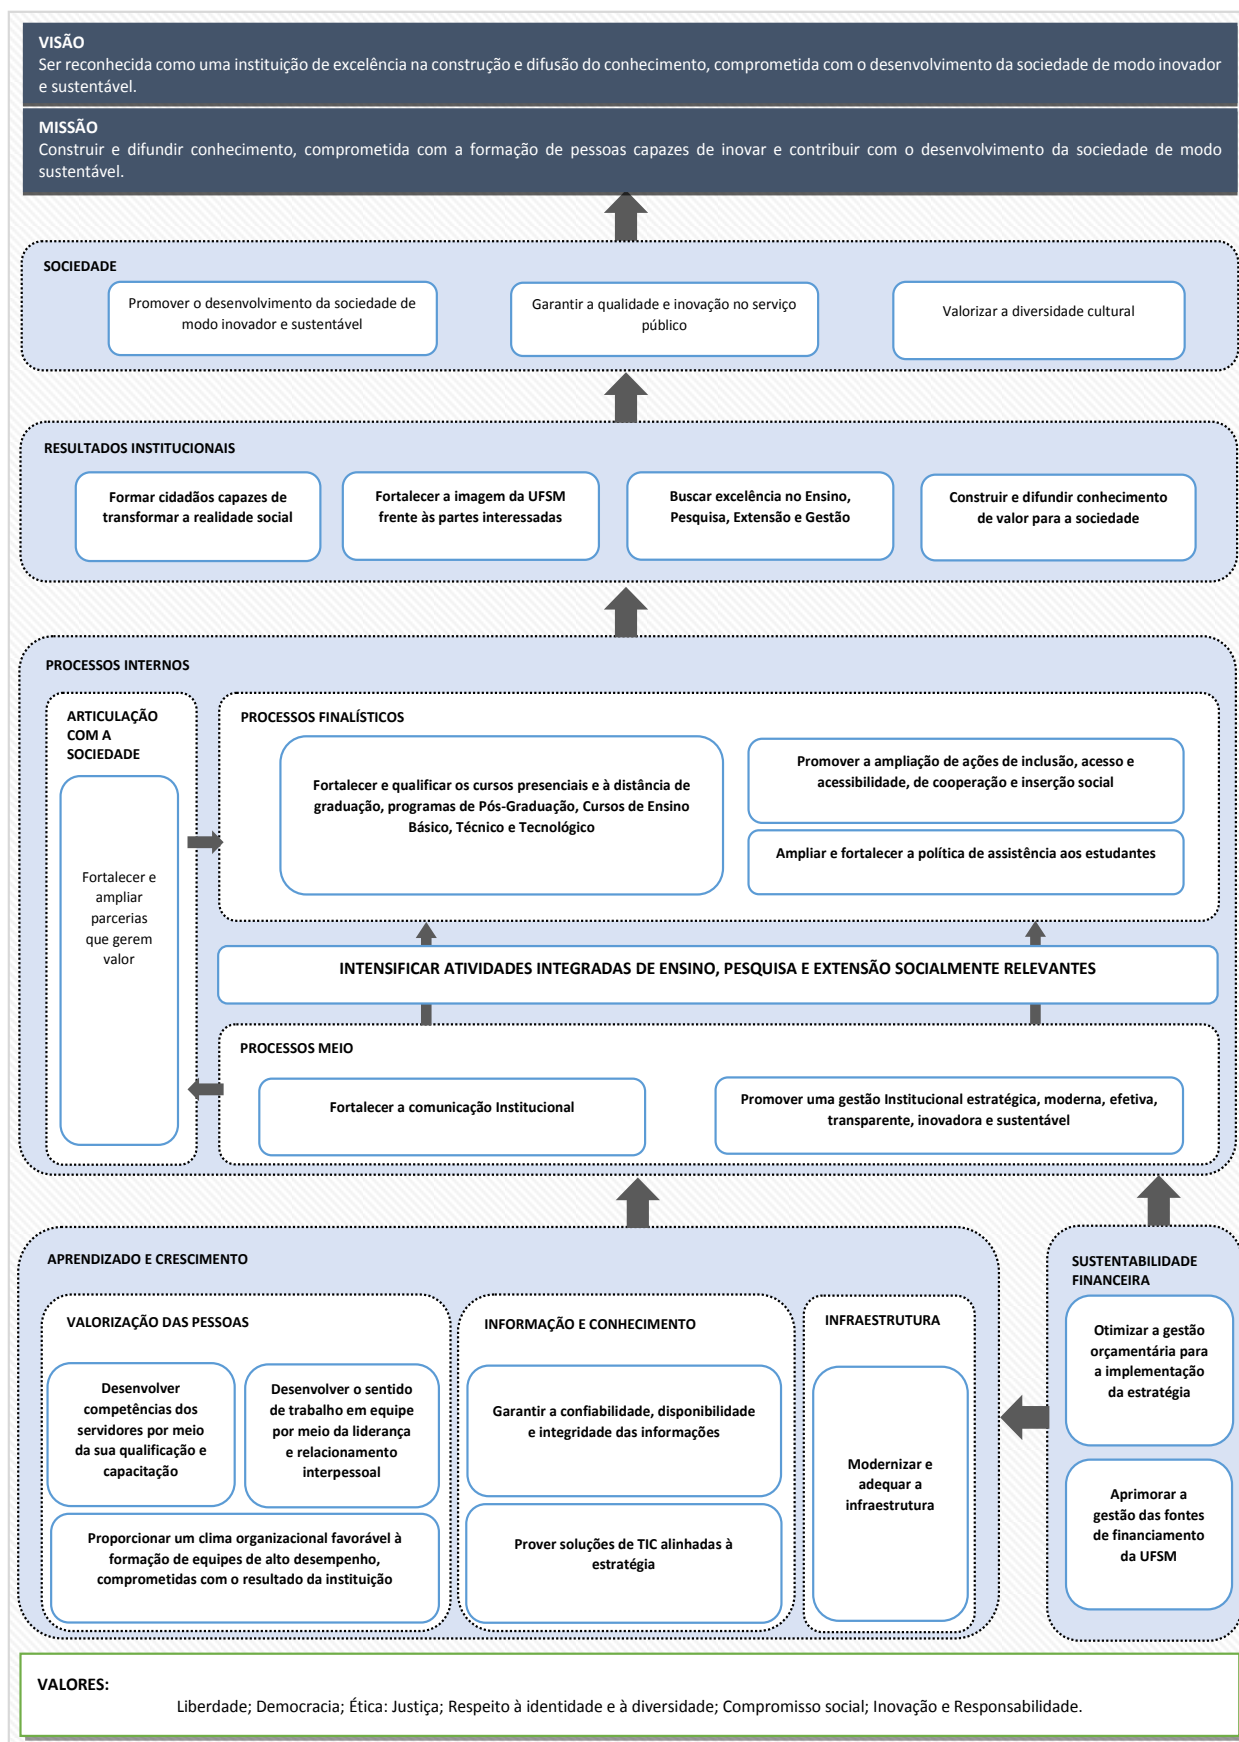 VISÃO
Ser reconhecida como uma instituição de excelência na construção e difusão do conhecimento, comprometida com o desenvolvimento da sociedade de modo inovador
e sustentável.
MISSÃO
Construir e difundir conhecimento, comprometida com a formação de pessoas capazes de inovar e contribuir com o desenvolvimento da sociedade de modo
sustentável.
SOCIEDADE
Promover o desenvolvimento da sociedade de
modo inovador e sustentável
Garantir a qualidade e inovação no serviço
público
Valorizar a diversidade cultural
RESULTADOS INSTITUCIONAIS
Formar cidadãos capazes de
transformar a realidade social
Fortalecer a imagem da UFSM
frente às partes interessadas
Buscar excelência no Ensino,
Pesquisa, Extensão e Gestão
Construir e difundir conhecimento
de valor para a sociedade
PROCESSOS INTERNOS
ARTICULAÇÃO
COM A
SOCIEDADE
Fortalecer e
ampliar
parcerias
que gerem
valor
PROCESSOS FINALÍSTICOS
Fortalecer e qualificar os cursos presenciais e à distância de
graduação, programas de Pós-Graduação, Cursos de Ensino
Básico, Técnico e Tecnológico
Promover a ampliação de ações de inclusão, acesso e
acessibilidade, de cooperação e inserção social
Ampliar e fortalecer a política de assistência aos estudantes
INTENSIFICAR ATIVIDADES INTEGRADAS DE ENSINO, PESQUISA E EXTENSÃO SOCIALMENTE RELEVANTES
PROCESSOS MEIO
Fortalecer a comunicação Institucional
Promover uma gestão Institucional estratégica, moderna, efetiva,
transparente, inovadora e sustentável
APRENDIZADO E CRESCIMENTO
VALORIZAÇÃO DAS PESSOAS
Desenvolver
competências dos
servidores por meio
da sua qualificação e
capacitação
Desenvolver o sentido
de trabalho em equipe
por meio da liderança
e relacionamento
interpessoal
Proporcionar um clima organizacional favorável à
formação de equipes de alto desempenho,
comprometidas com o resultado da instituição
INFORMAÇÃO E CONHECIMENTO
Garantir a confiabilidade, disponibilidade
e integridade das informações
Prover soluções de TIC alinhadas à
estratégia
INFRAESTRUTURA
Modernizar e
adequar a
infraestrutura
SUSTENTABILIDADE
FINANCEIRA
Otimizar a gestão
orçamentária para
a implementação
da estratégia
Aprimorar a
gestão das fontes
de financiamento
da UFSM
VALORES:
Liberdade; Democracia; Ética: Justiça; Respeito à identidade e à diversidade; Compromisso social; Inovação e Responsabilidade.